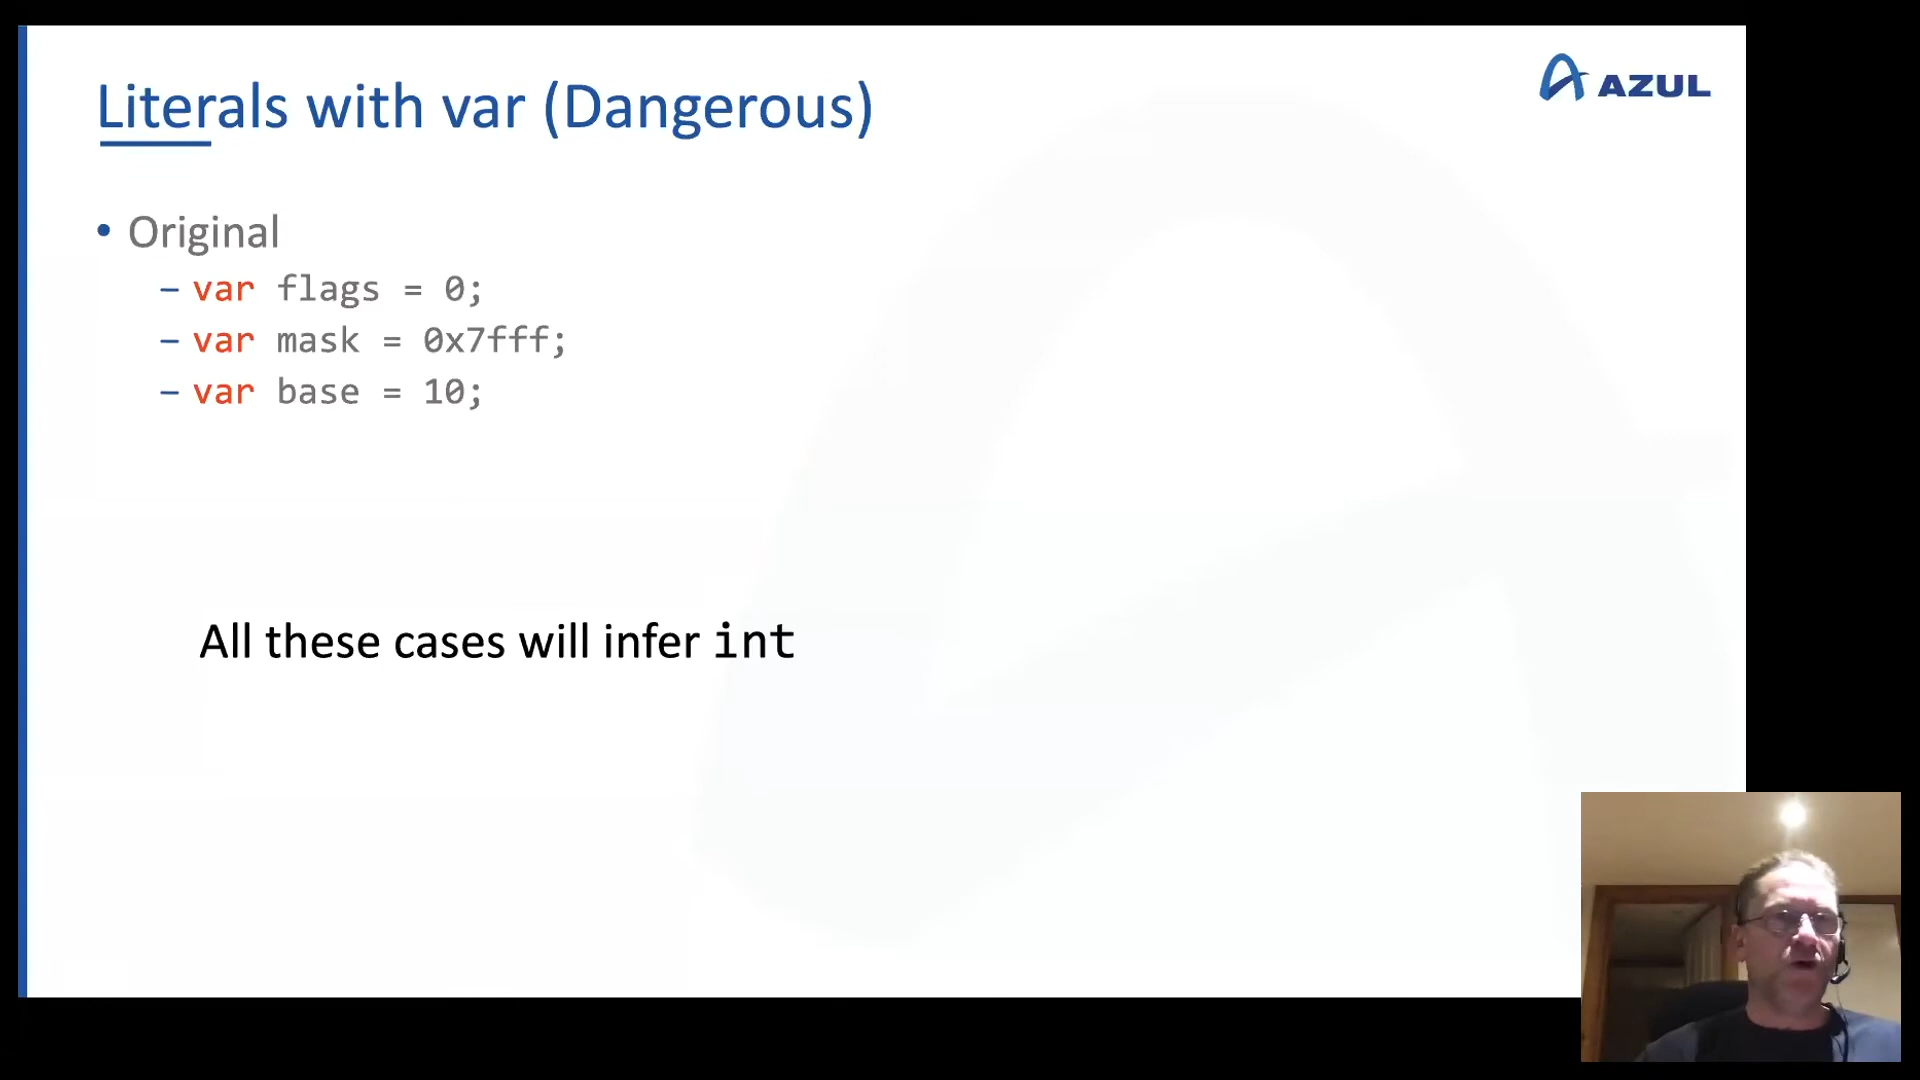 Literals with var (Dangerous)
AZUL
• Original
– var flags = 0;
– var mask = 0x7fff;
– var base = 10;
All these cases will infer int